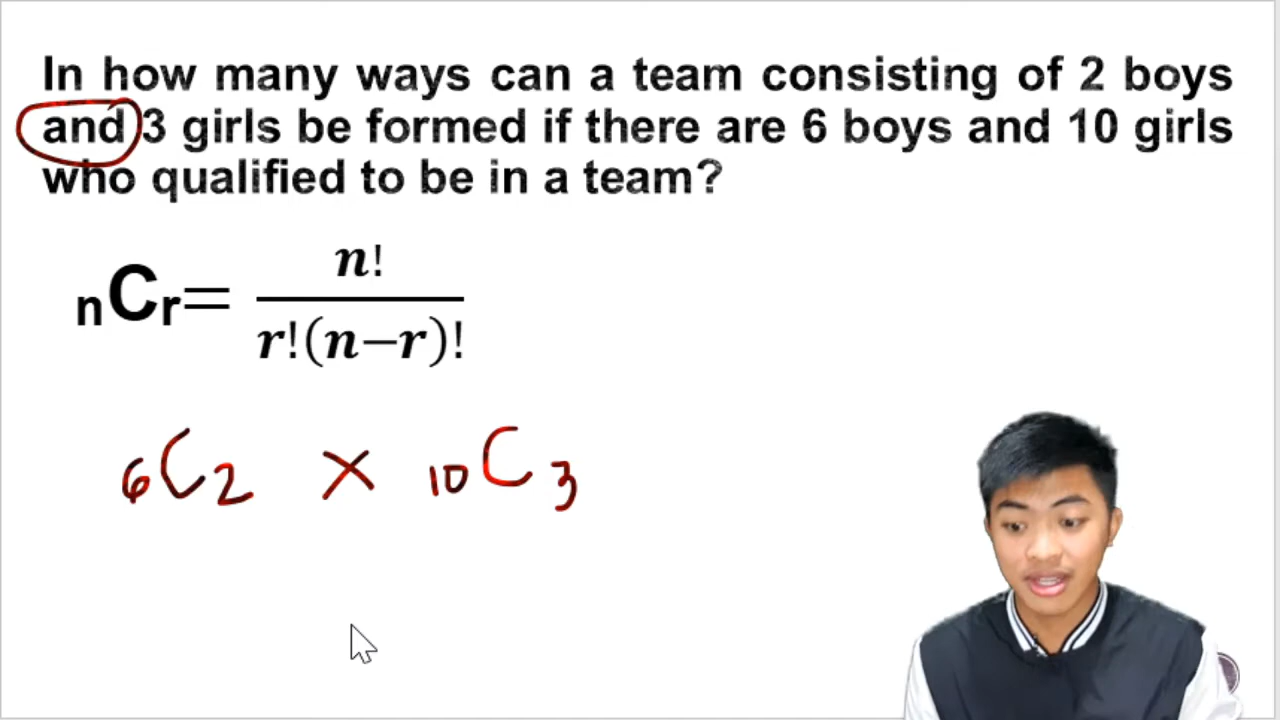 In how many ways can a team consisting of 2 boys
and 3 girls be formed if there are 6 boys and 10 girls
who qualified to be in a team?
nCr= n!/r!(n−r)!
6C2 × 10C3